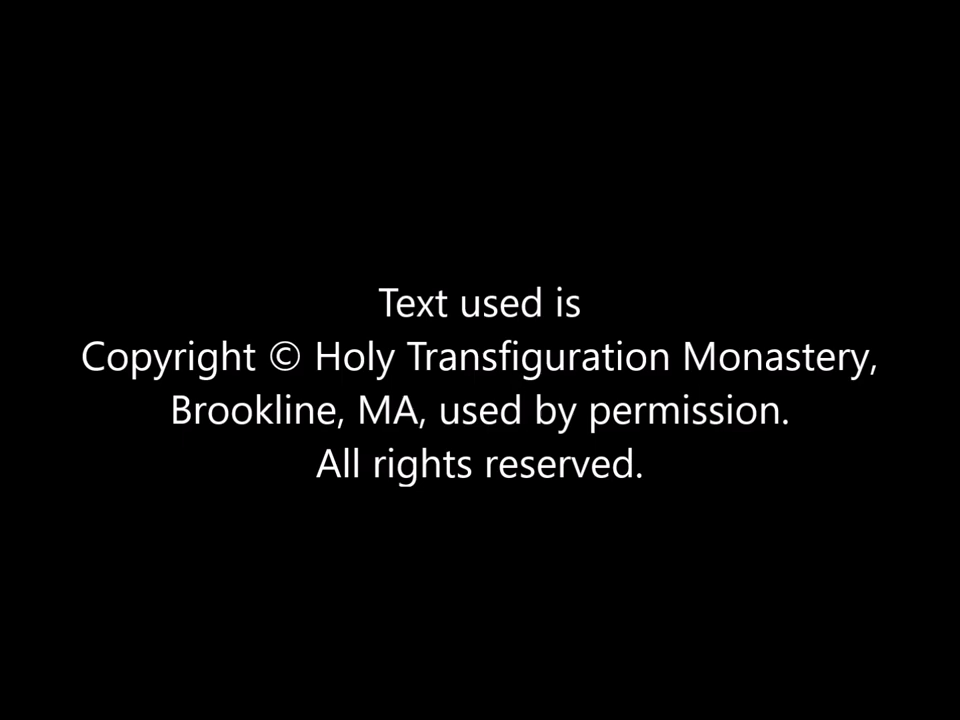 Text used is
Copyright © Holy Transfiguration Monastery,
Brookline, MA, used by permission.
All rights reserved.